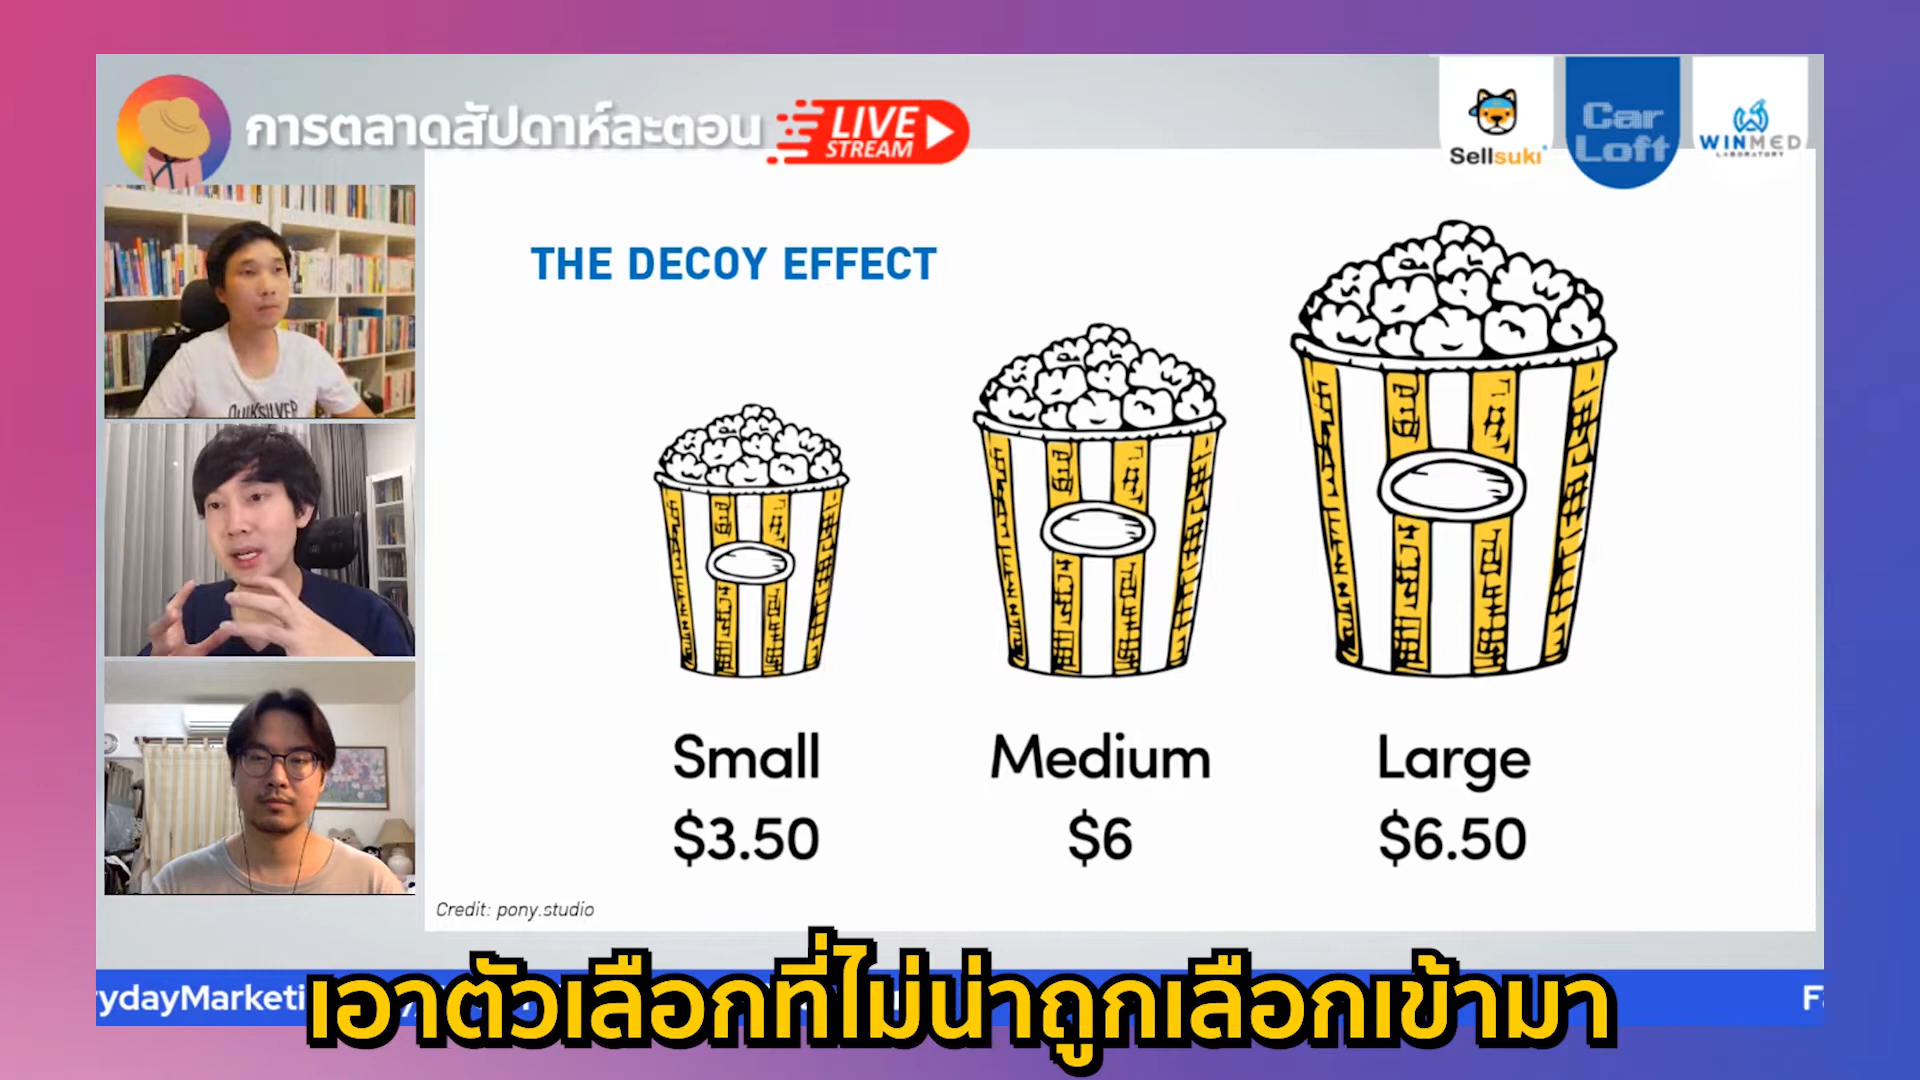 การตลาดสัปดาห์ละตอน
LIVE
STREAM
Sellsuki
Car
Loft
WINMED
LABORATORY
QUIKSILVER
THE DECOY EFFECT
Small
$3.50
Medium
$6
Large
$6.50
Credit: pony.studio
rydayMarketi
เอาตัวเลือกที่ไม่น่าถูกเลือกเข้ามา